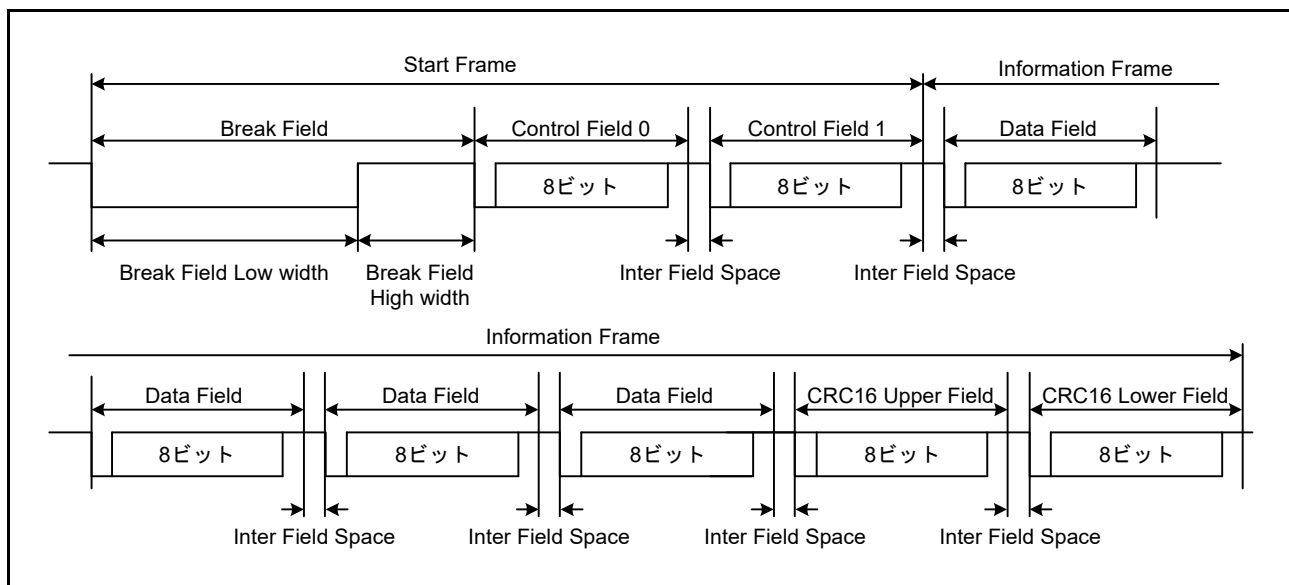 Start Frame
Information Frame
Break Field
Control Field 0
Control Field 1
Data Field
8ビット
8ビット
8ビット
Break Field Low width
Break Field
High width
Inter Field Space
Inter Field Space
Information Frame
Data Field
Data Field
Data Field
CRC16 Upper Field
CRC16 Lower Field
8ビット
8ビット
8ビット
8ビット
8ビット
Inter Field Space
Inter Field Space
Inter Field Space
Inter Field Space